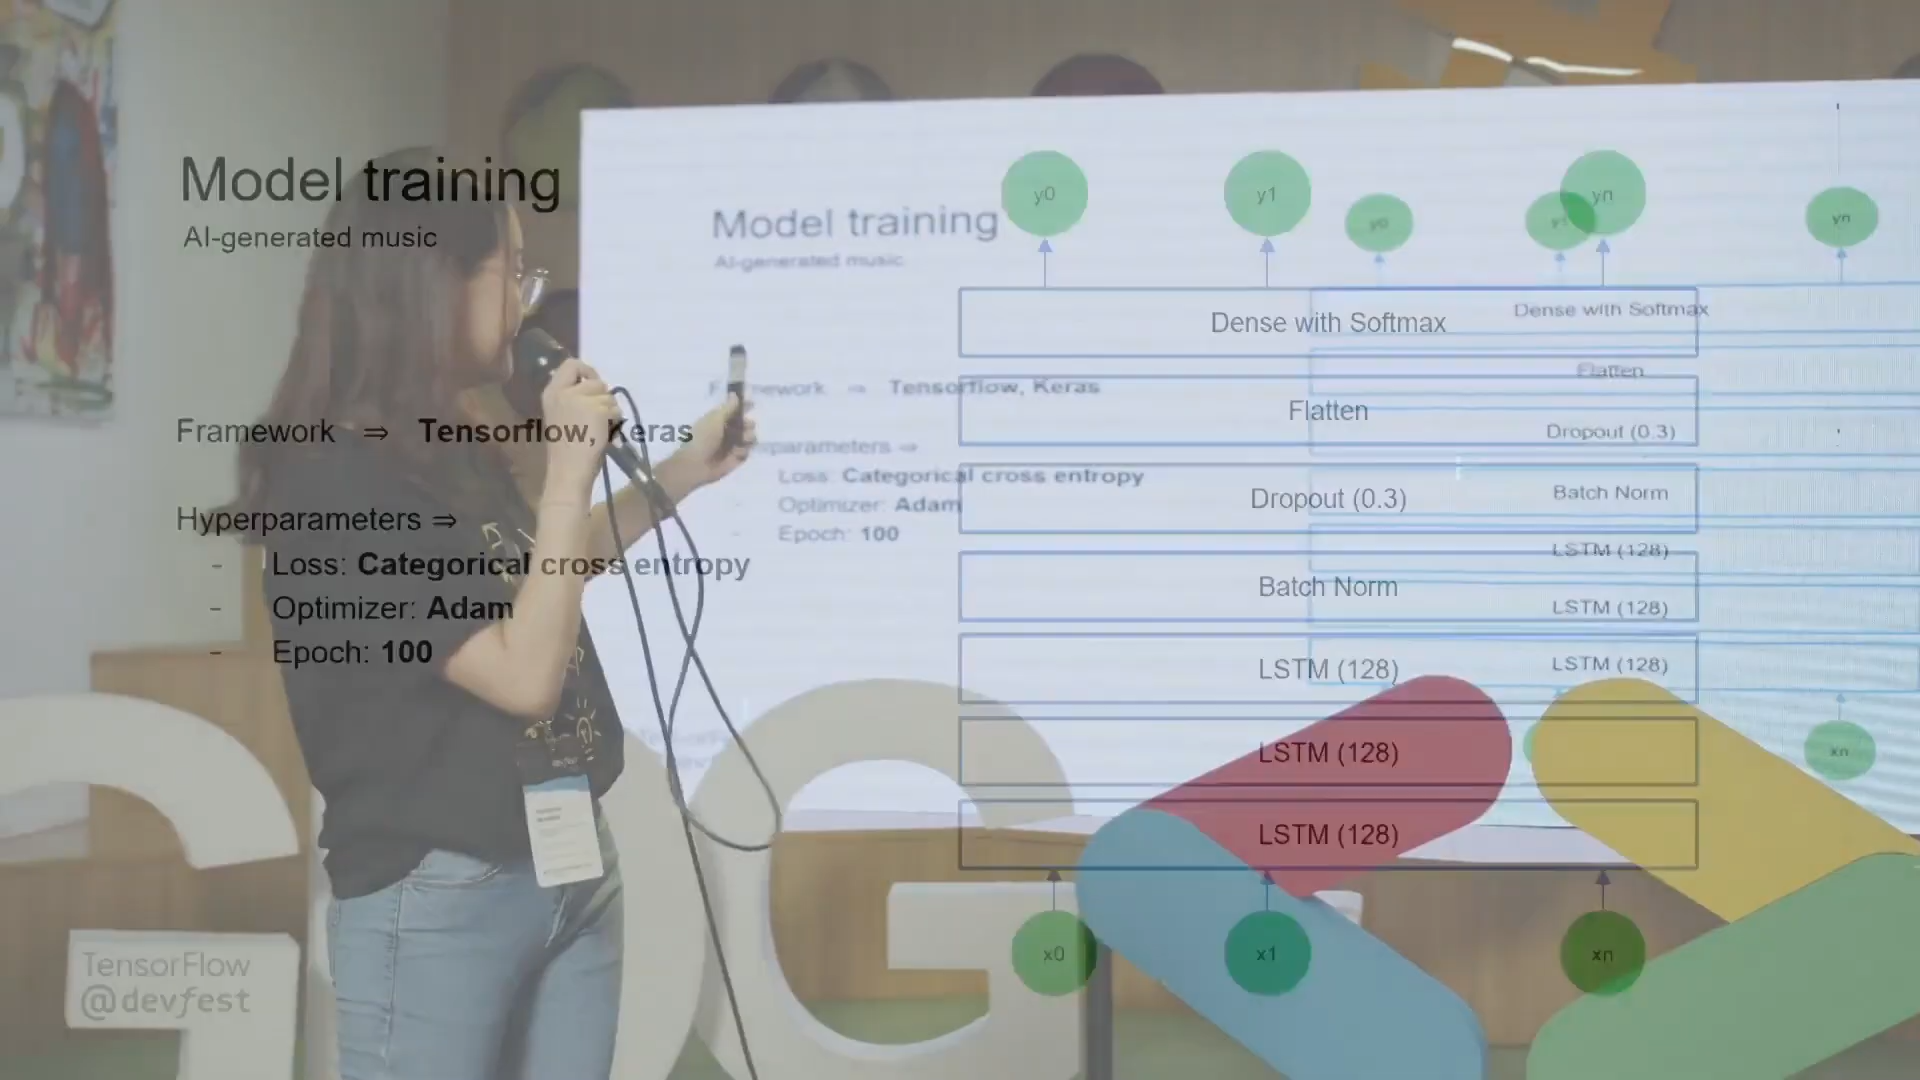 Model training
AI-generated music
Framework ⇒ Tensorflow, Keras
Hyperparameters ⇒
- Loss: Categorical cross entropy
- Optimizer: Adam
- Epoch: 100
TensorFlow
@devfest
y0 y1 yn
Dense with Softmax
Flatten
Dropout (0.3)
Batch Norm
LSTM (128)
LSTM (128)
LSTM (128)
x0 x1 xn
Model training
AI-generated music
Tensorflow, Keras
Loss: Categorical cross entropy
- Optimizer: Adam
- Epoch: 100
y0 y1 yn
Dense with Softmax
Flatten
Dropout (0.3)
Batch Norm
LSTM (128)
LSTM (128)
LSTM (128)
xn